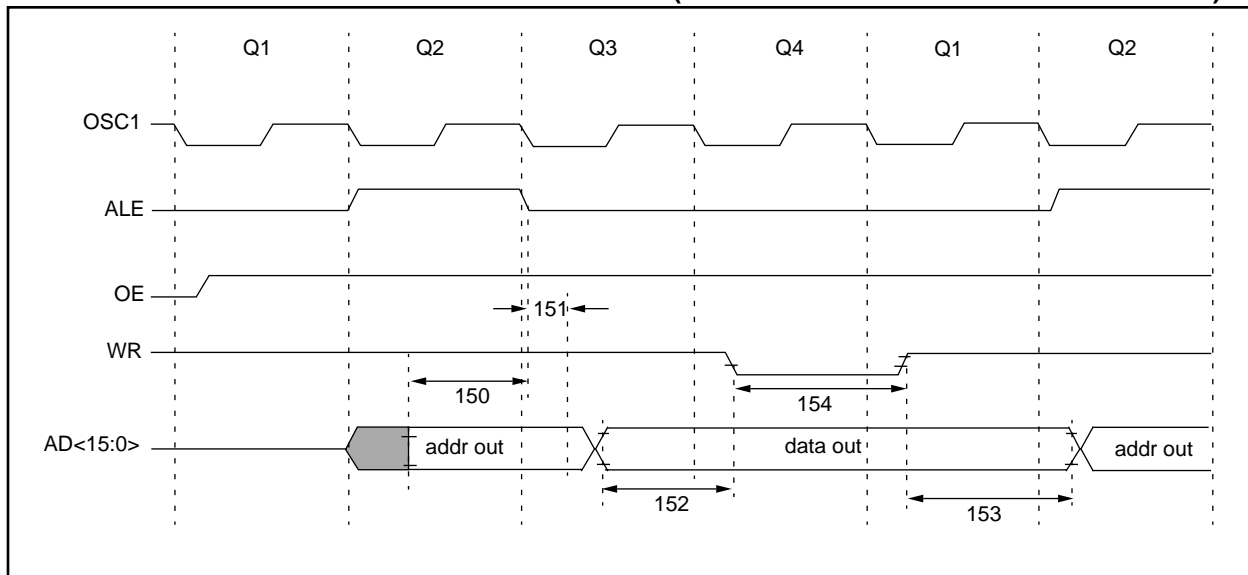 Q1 Q2 Q3 Q4 Q1 Q2
OSC1
ALE
OE
151
WR
150
154
AD<15:0>
addr out data out addr out
152
153